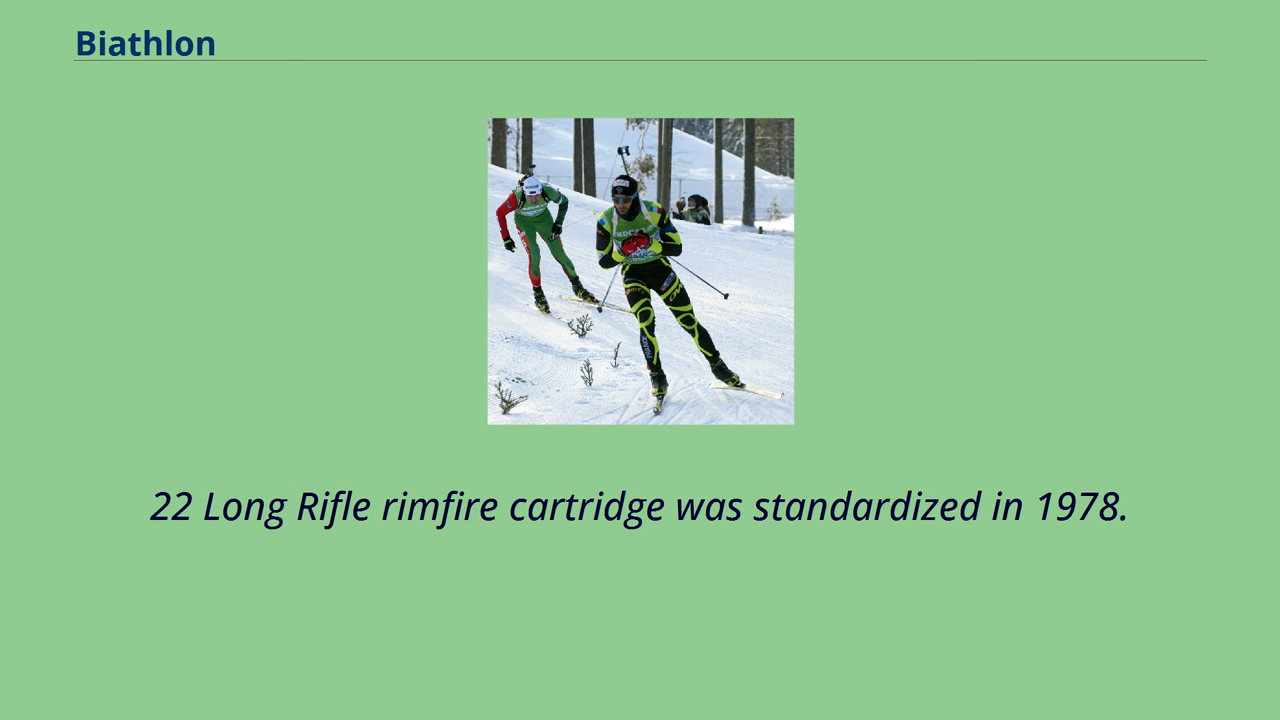 Biathlon
22 Long Rifle rimfire cartridge was standardized in 1978.